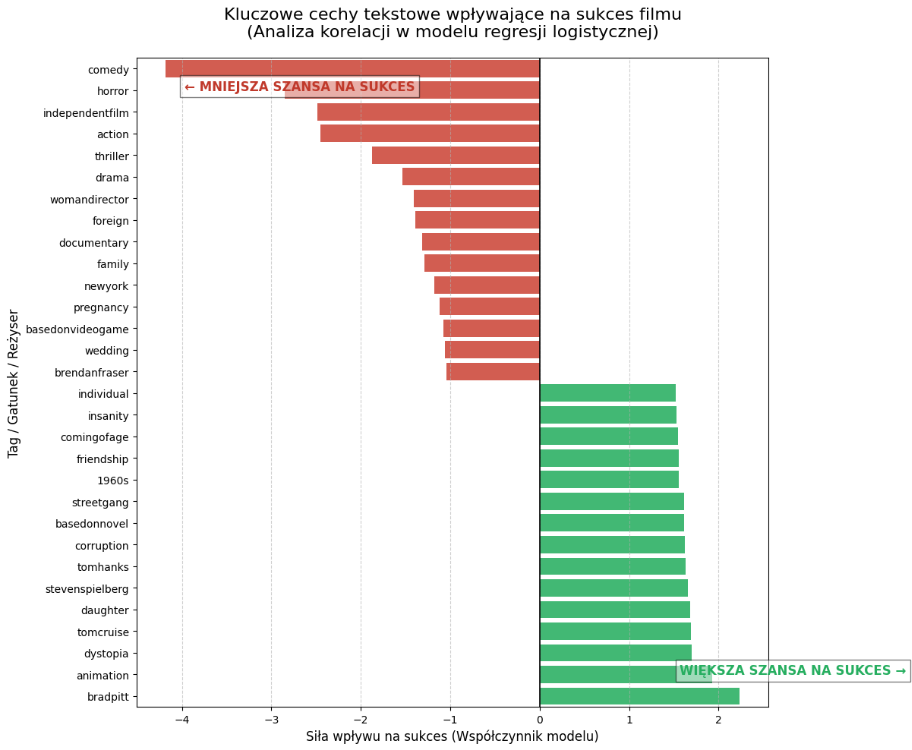 Kluczowe cechy tekstowe wpływające na sukces filmu
(Analiza korelacji w modelu regresji logistycznej)
Tag / Gatunek / Reżyser
comedy
← MNIEJSZA SZANSA NA SUKCES
horror
independentfilm
action
thriller
drama
womandirector
foreign
documentary
family
newyork
pregnancy
basedonvideogame
wedding
brendanfraser
individual
insanity
comingofage
friendship
1960s
streetgang
basedonnovel
corruption
tomhanks
stevenspielberg
daughter
tomcruise
dystopia
WIĘKSZA SZANSA NA SUKCES →
animation
bradpitt
−4 −3 −2 −1 0 1 2
Siła wpływu na sukces (Współczynnik modelu)